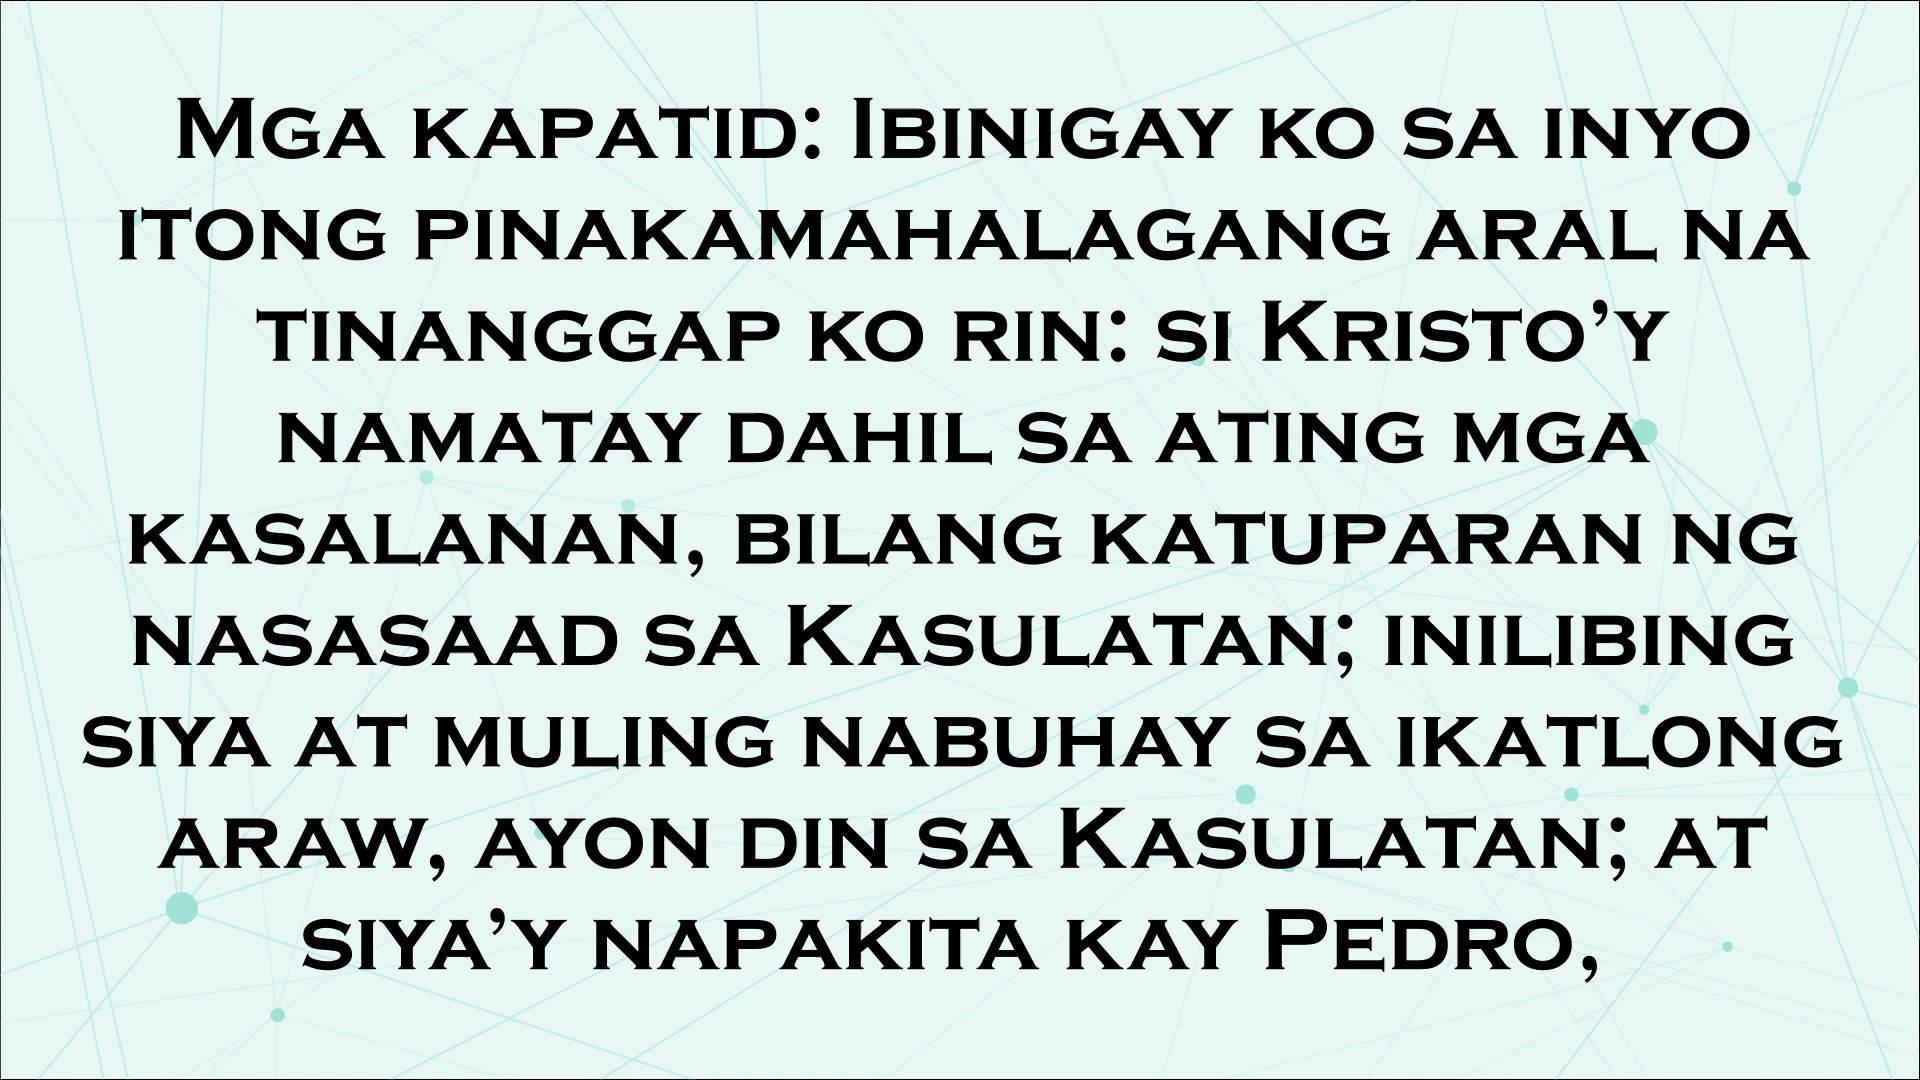 Mga kapatid: Ibinigay ko sa inyo
itong pinakamahalagang aral na
tinanggap ko rin: si Kristo’y
namatay dahil sa ating mga
kasalanan, bilang katuparan ng
nasasaad sa Kasulatan; inilibing
siya at muling nabuhay sa ikatlong
araw, ayon din sa Kasulatan; at
siya’y napakita kay Pedro,